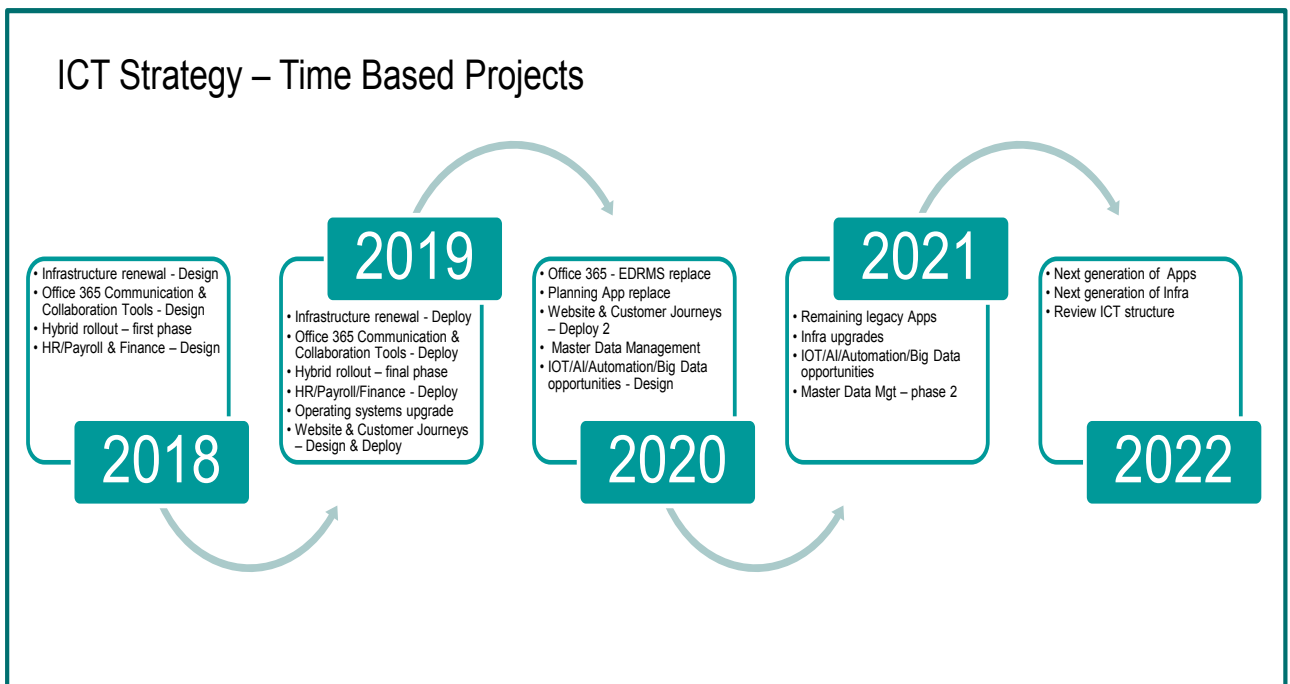 ICT Strategy – Time Based Projects
• Infrastructure renewal - Design
• Office 365 Communication &
Collaboration Tools - Design
• Hybrid rollout – first phase
• HR/Payroll & Finance – Design
2018
2019
• Infrastructure renewal - Deploy
• Office 365 Communication &
Collaboration Tools - Deploy
• Hybrid rollout – final phase
• HR/Payroll/Finance - Deploy
• Operating systems upgrade
• Website & Customer Journeys
– Design & Deploy
• Office 365 - EDRMS replace
• Planning App replace
• Website & Customer Journeys
– Deploy 2
• Master Data Management
• IOT/AI/Automation/Big Data
opportunities - Design
2020
2021
• Remaining legacy Apps
• Infra upgrades
• IOT/AI/Automation/Big Data
opportunities
• Master Data Mgt – phase 2
• Next generation of Apps
• Next generation of Infra
• Review ICT structure
2022